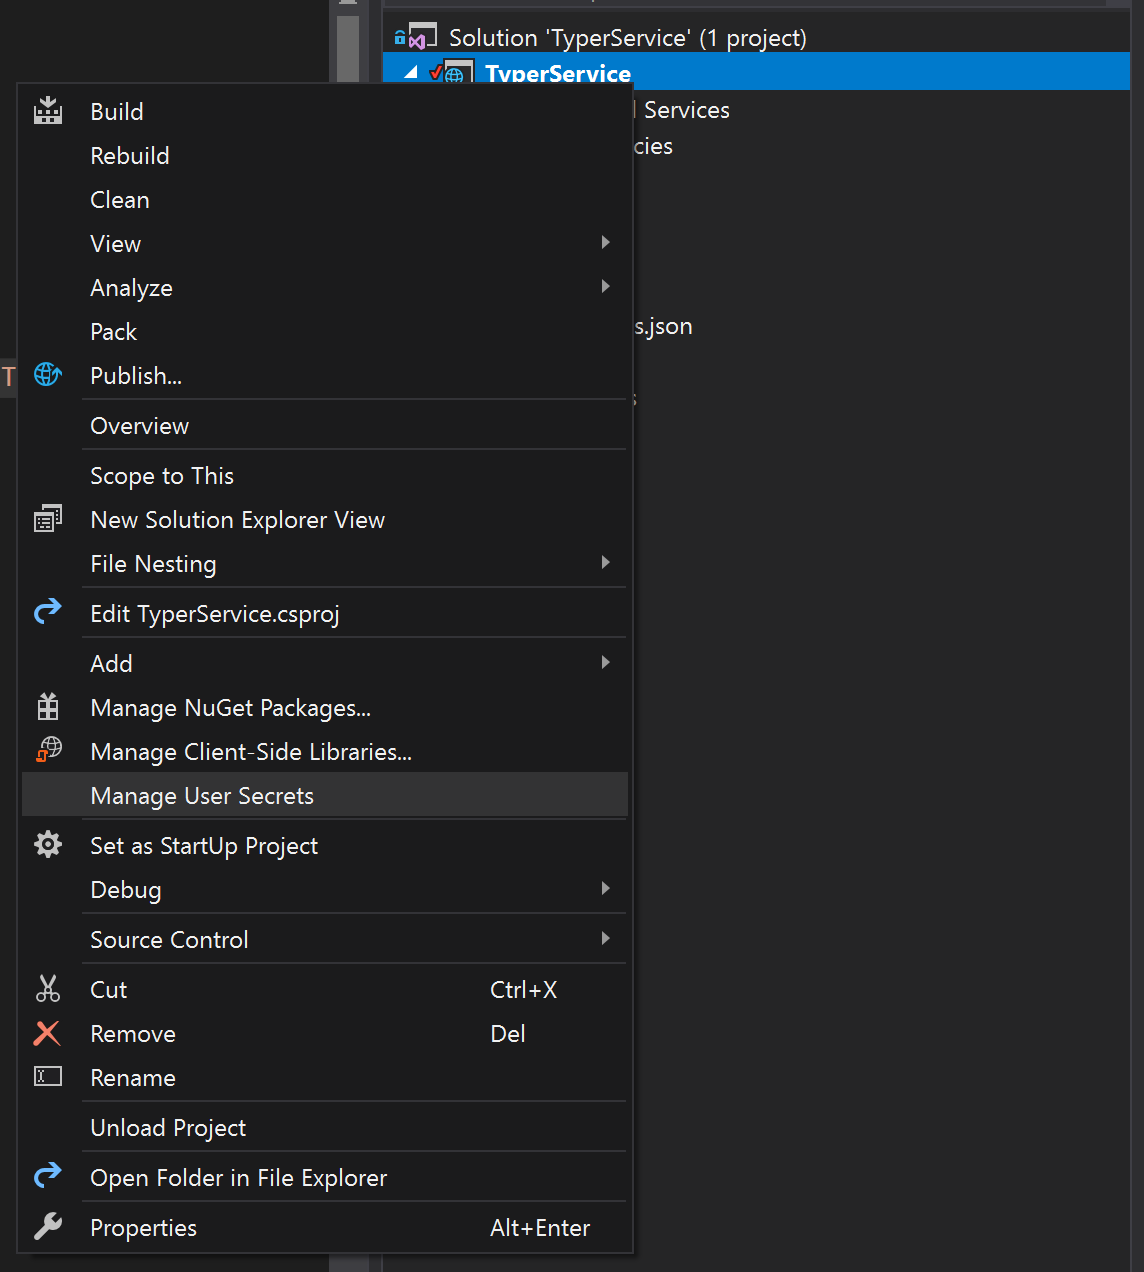 Solution 'TyperService' (1 project)
TyperService
Services
cies
s.json
T
Build
Rebuild
Clean
View
Analyze
Pack
Publish...
Overview
Scope to This
New Solution Explorer View
File Nesting
Edit TyperService.csproj
Add
Manage NuGet Packages...
Manage Client-Side Libraries...
Manage User Secrets
Set as StartUp Project
Debug
Source Control
Cut Ctrl+X
Remove Del
Rename
Unload Project
Open Folder in File Explorer
Properties Alt+Enter